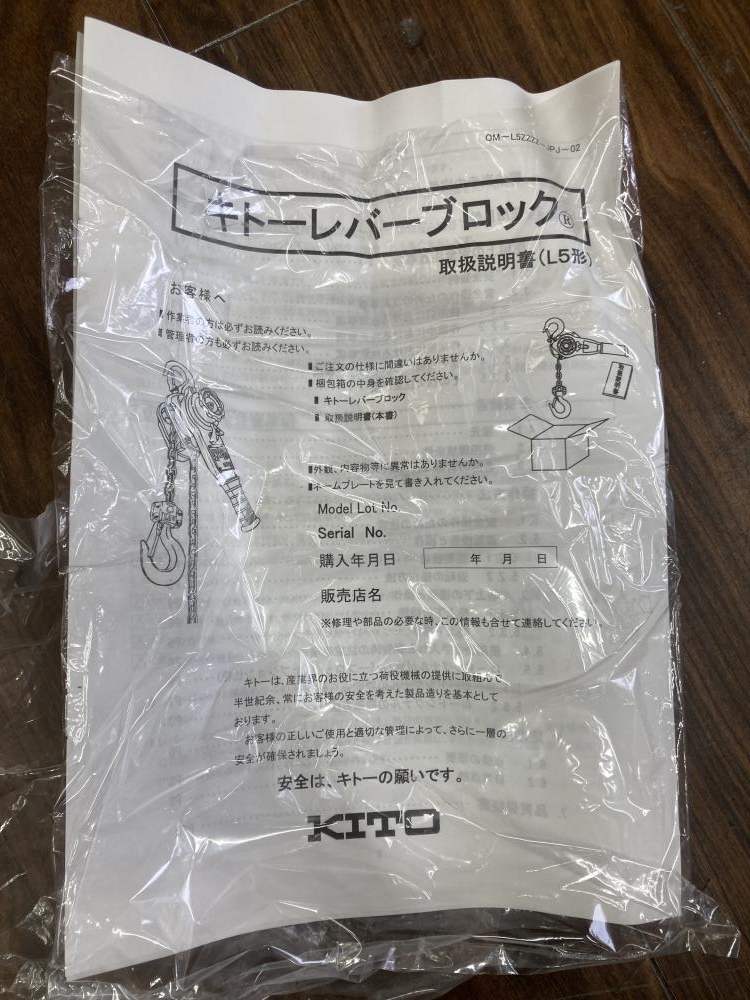 キトーレバーブロック®
取扱説明書(L5形)
お客様へ
▮作業者の方は必ずお読みください。
▮管理者の方も必ずお読みください。
▮ご注文の仕様に間違いはありませんか。
▮梱包箱の中身を確認してください。
▮キトーレバーブロック
▮取扱説明書(本書)
取扱説明書
▮外観、内容物等に異常はありませんか。
▮ネームプレートを見て書き入れてください。
Model Lot No.
Serial No.
購入年月日 年 月 日
販売店名
※修理や部品の必要な時、この情報も合せて連絡してください。
キトーは、産業界のお役に立つ荷役機械の提供に取組んで
半世紀余、常にお客様の安全を考えた製品造りを基本として
おります。
お客様の正しいご使用と適切な管理によって、さらに一層の
安全が確保されましょう。
安全は、キトーの願いです。
KITO